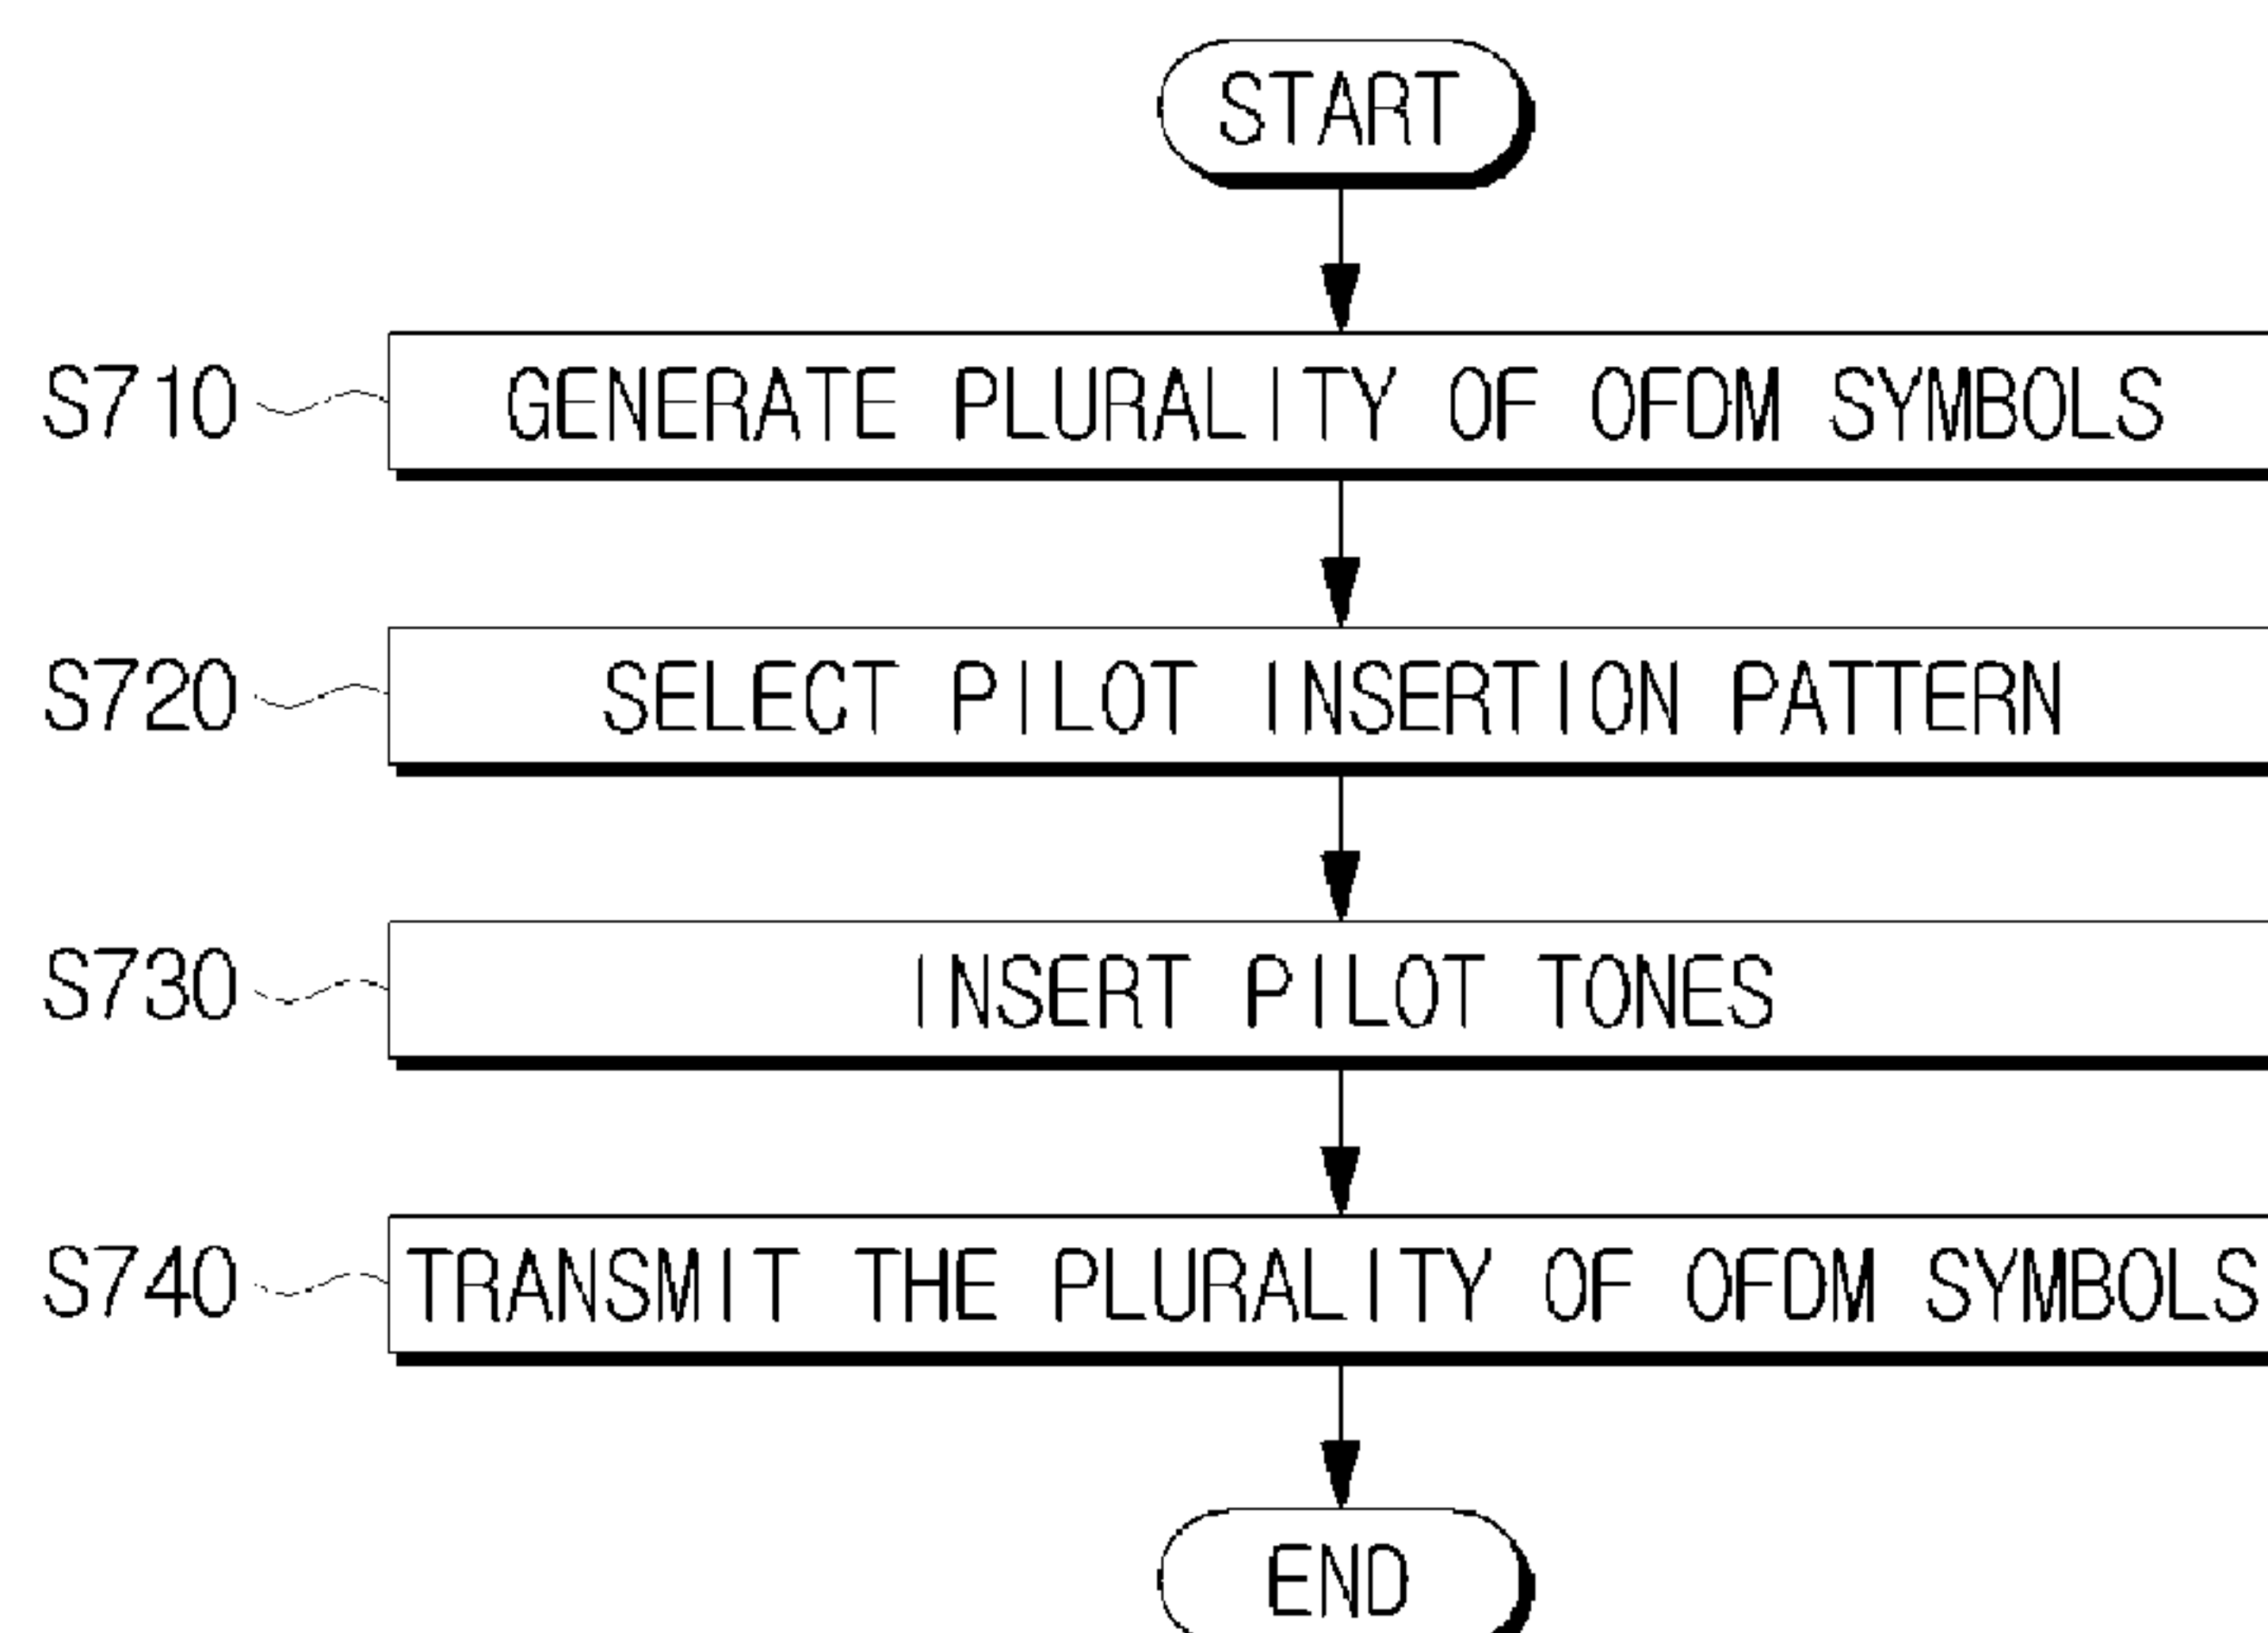 START
S710 GENERATE PLURALITY OF OFDM SYMBOLS
S720 SELECT PILOT INSERTION PATTERN
S730 INSERT PILOT TONES
S740 TRANSMIT THE PLURALITY OF OFDM SYMBOLS
END